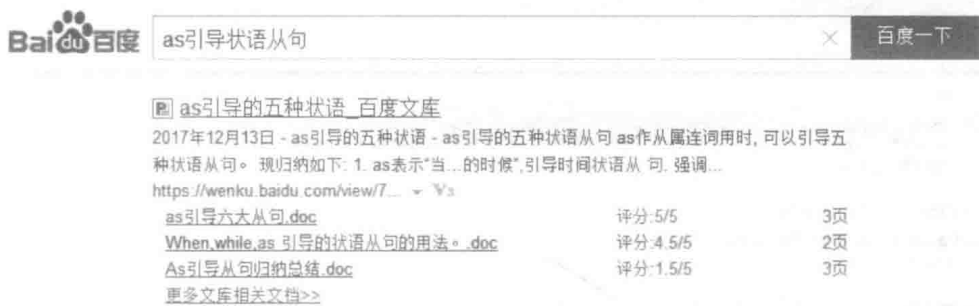 Bai du 百度
as引导状语从句
百度一下
as引导的五种状语_百度文库
2017年12月13日 - as引导的五种状语 - as引导的五种状语从句 as作从属连词用时, 可以引导五
种状语从句。 现归纳如下: 1. as表示“当...的时候”,引导时间状语从 句. 强调...
https://wenku.baidu.com/view/7...
as引导六大从句.doc 评分:5/5 3页
When,while,as 引导的状语从句的用法。.doc 评分:4.5/5 2页
As引导从句归纳总结.doc 评分:1.5/5 3页
更多文库相关文档>>